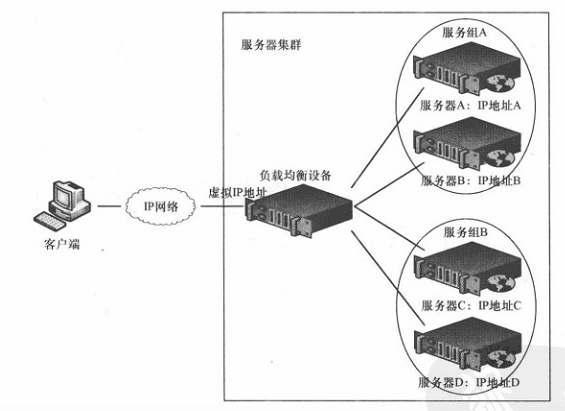 服务器集群
服务组A
服务器A：IP地址A
服务器B：IP地址B
负载均衡设备
虚拟IP地址
IP网络
客户端
服务组B
服务器C：IP地址C
服务器D：IP地址D